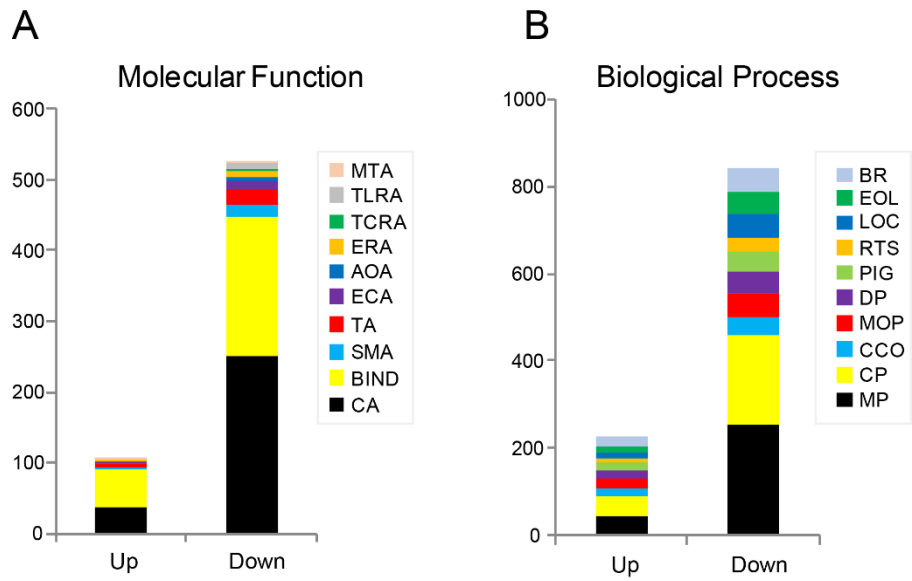 A
Molecular Function
600
500
400
300
200
100
0
Up
Down
MTA
TLRA
TCRA
ERA
AOA
ECA
TA
SMA
BIND
CA
B
Biological Process
1000
800
600
400
200
0
Up
Down
BR
EOL
LOC
RTS
PIG
DP
MOP
CCO
CP
MP